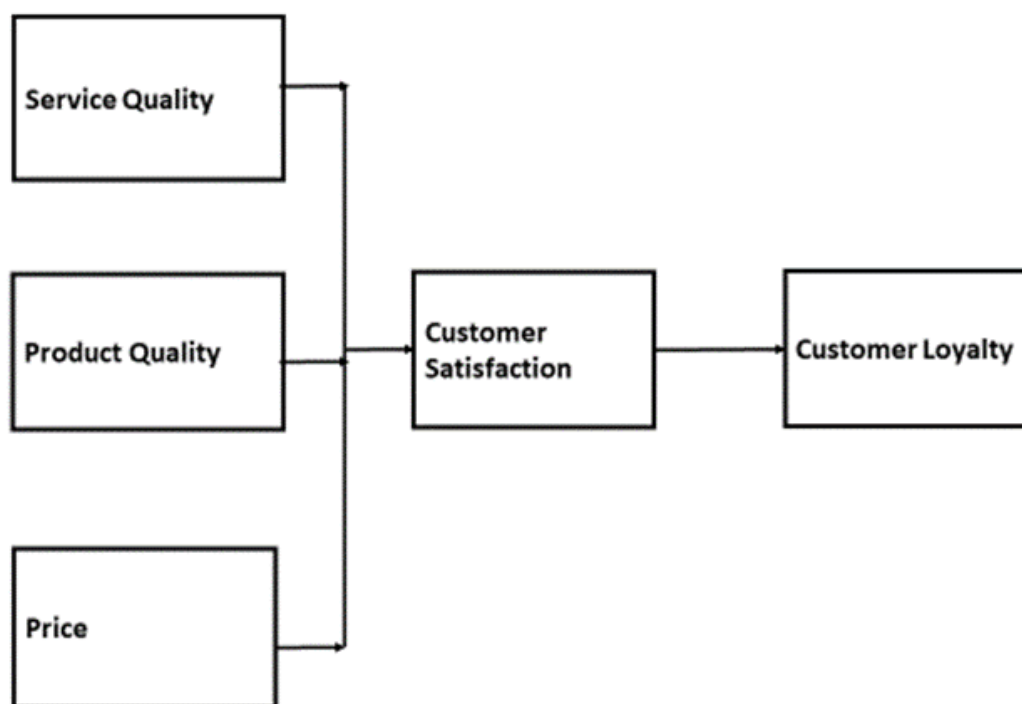 Service Quality
Product Quality
Customer
Satisfaction
Customer Loyalty
Price